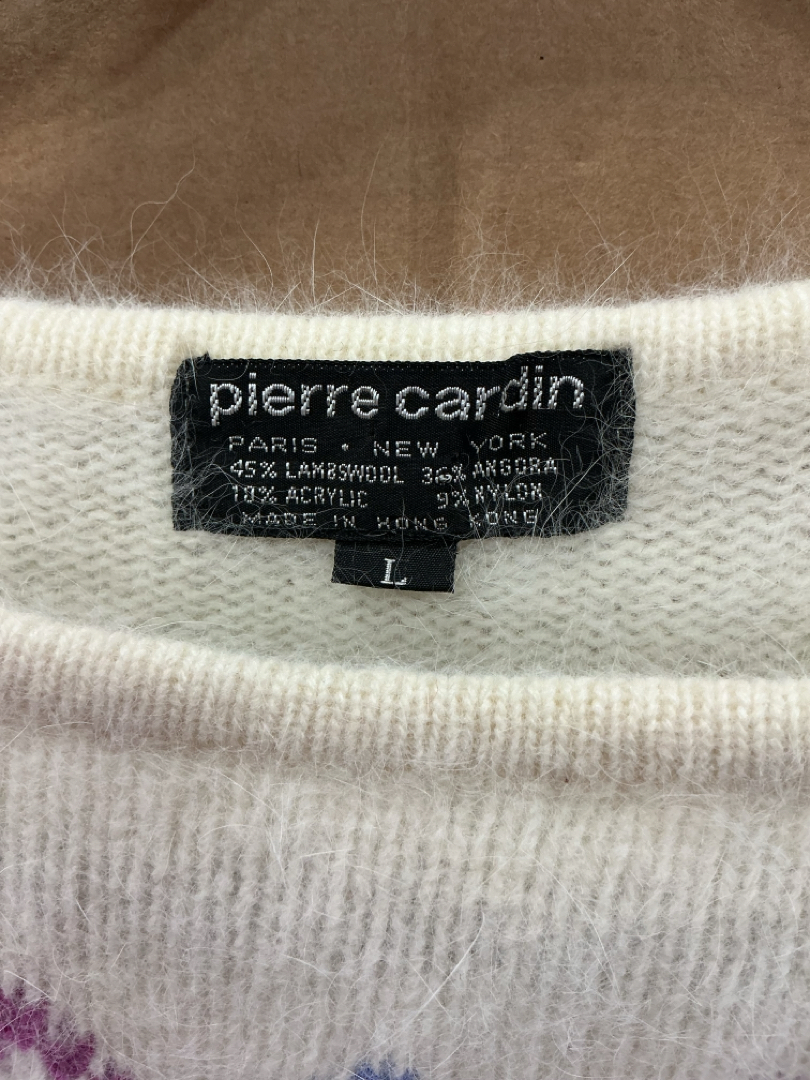 pierre cardin
PARIS • NEW YORK
45% LAMBSWOOL 36% ANGORA
10% ACRYLIC 9% NYLON
MADE IN HONG KONG
L